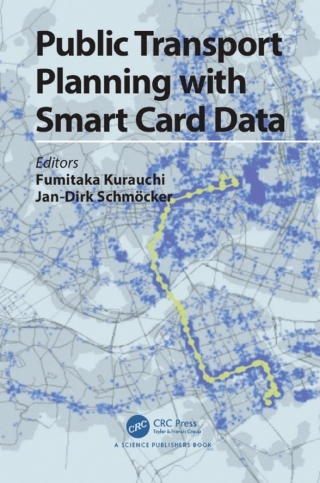 Public Transport
Planning with
Smart Card Data
Editors
Fumitaka Kurauchi
Jan-Dirk Schmöcker
CRC
CRC Press
Taylor & Francis Group
A SCIENCE PUBLISHERS BOOK